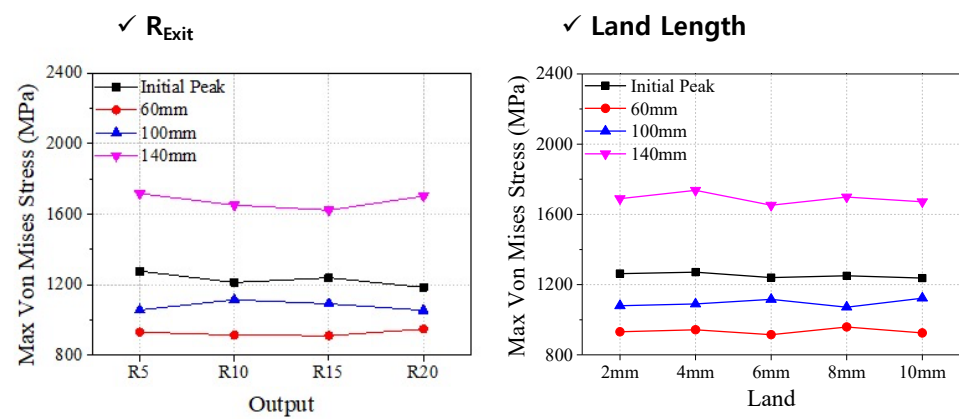 ✓ R_Exit
Max Von Mises Stress (MPa)
2400
2000
1600
1200
800
Initial Peak
60mm
100mm
140mm
R5 R10 R15 R20
Output
✓ Land Length
Max Von Mises Stress (MPa)
2400
2000
1600
1200
800
Initial Peak
60mm
100mm
140mm
2mm 4mm 6mm 8mm 10mm
Land